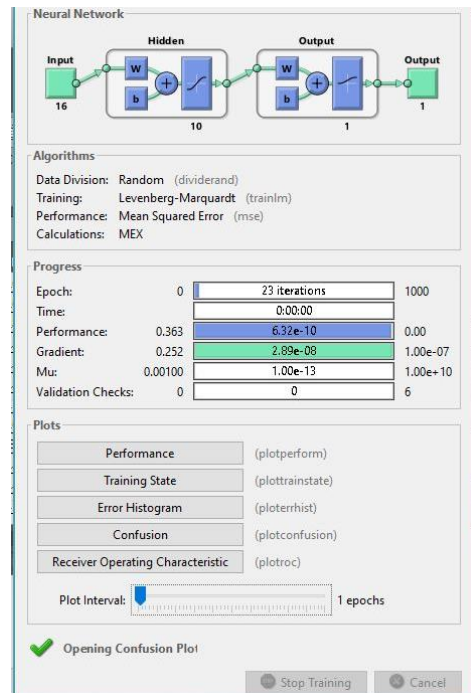 Neural Network
Hidden
Output
Input
Output
W
W
b
b
16
1
10
1
Algorithms
Data Division: Random (dividerand)
Training: Levenberg-Marquardt (trainlm)
Performance: Mean Squared Error (mse)
Calculations: MEX
Progress
Epoch: 0 23 iterations 1000
Time: 0:00:00
Performance: 0.363 6.32e-10 0.00
Gradient: 0.252 2.89e-08 1.00e-07
Mu: 0.00100 1.00e-13 1.00e+10
Validation Checks: 0 0 6
Plots
Performance (plotperform)
Training State (plottrainstate)
Error Histogram (ploterrhist)
Confusion (plotconfusion)
Receiver Operating Characteristic (plotroc)
Plot Interval: 1 epochs
Opening Confusion Plot
Stop Training Cancel